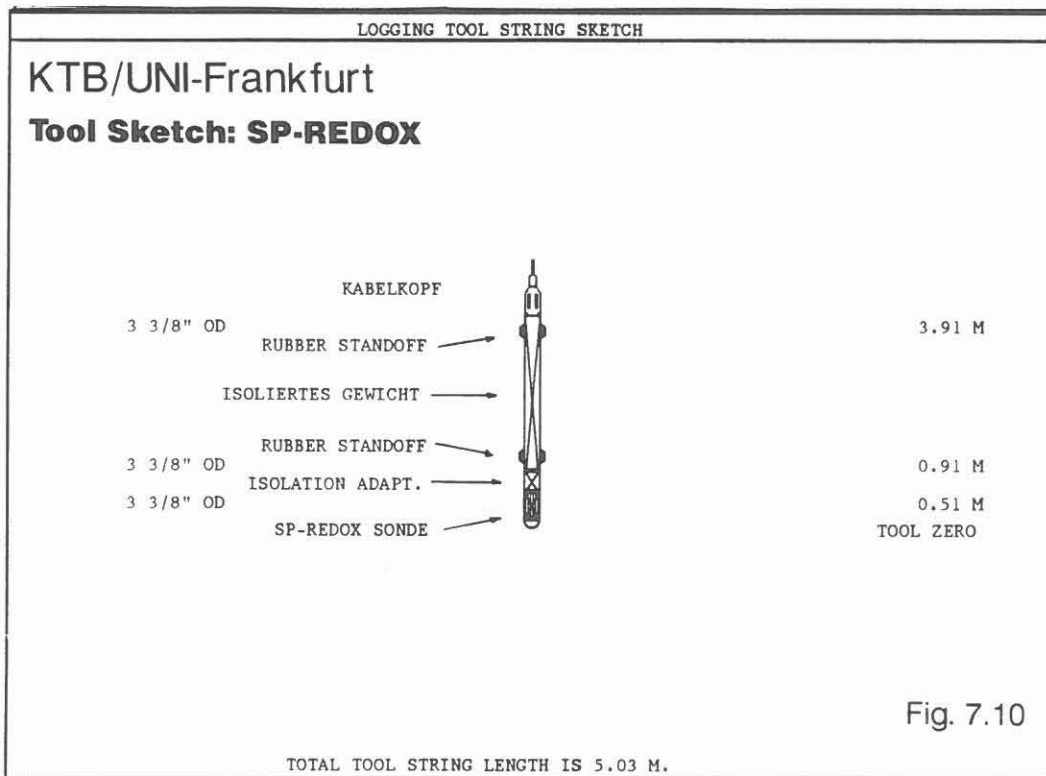 LOGGING TOOL STRING SKETCH
KTB/UNI-Frankfurt
Tool Sketch: SP-REDOX
KABELKOPF
3 3/8" OD 3.91 M
RUBBER STANDOFF
ISOLIERTES GEWICHT
RUBBER STANDOFF
3 3/8" OD 0.91 M
ISOLATION ADAPT.
3 3/8" OD 0.51 M
SP-REDOX SONDE TOOL ZERO
Fig. 7.10
TOTAL TOOL STRING LENGTH IS 5.03 M.